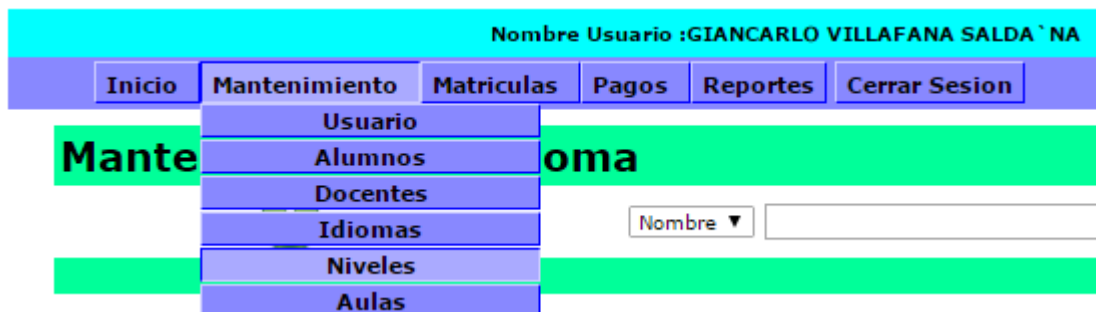 Nombre Usuario :GIANCARLO VILLAFANA SALDA`NA
Inicio Mantenimiento Matriculas Pagos Reportes Cerrar Sesion
Usuario
Mante Alumnos oma
Docentes
Idiomas Nombre ▼
Niveles
Aulas